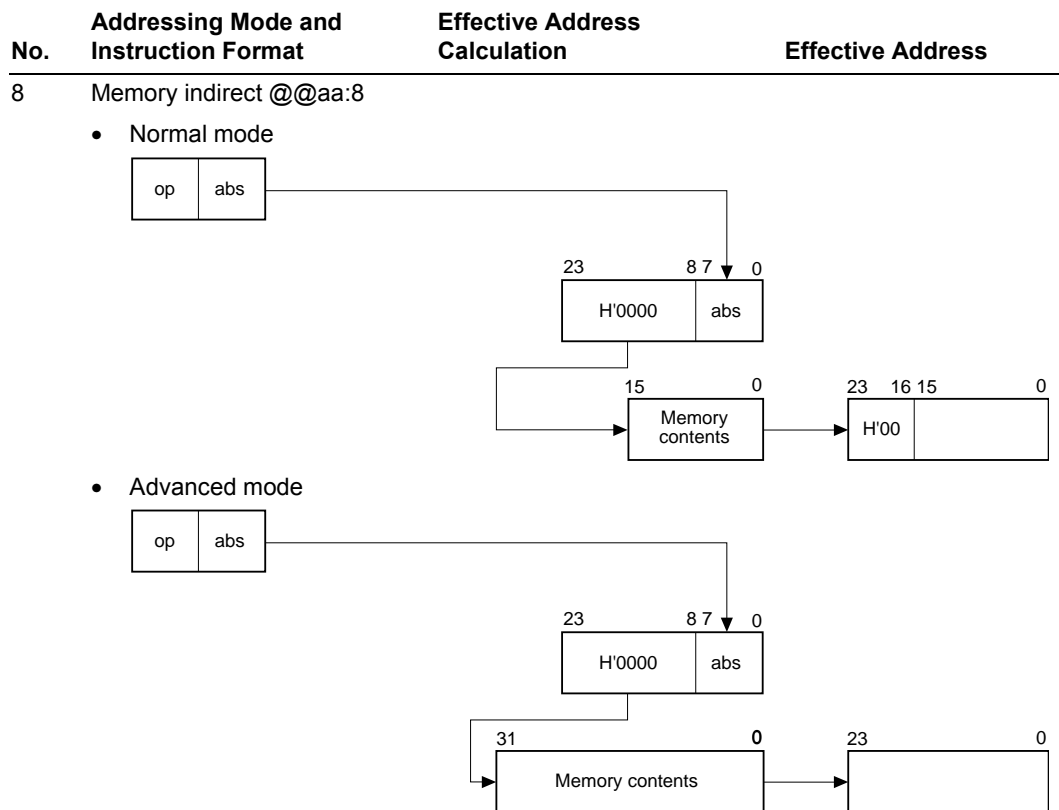 Addressing Mode and Effective Address
No. Instruction Format Calculation Effective Address
8 Memory indirect @@aa:8
• Normal mode
op abs
23 8 7 0
H'0000 abs
15 0 23 16 15 0
Memory
contents
H'00
• Advanced mode
op abs
23 8 7 0
H'0000 abs
31 0 23 0
Memory contents